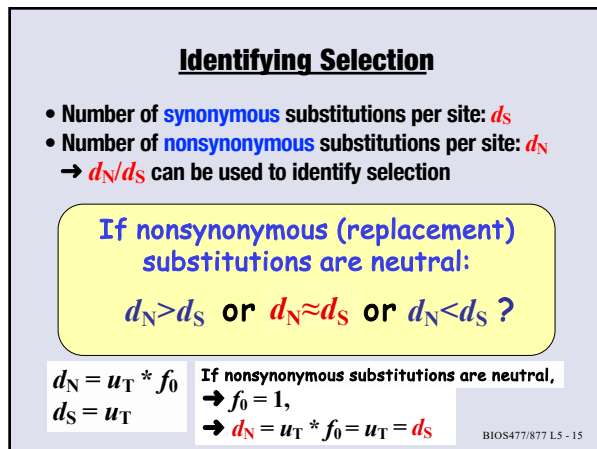 Identifying Selection
• Number of synonymous substitutions per site: dS
• Number of nonsynonymous substitutions per site: dN
➜ dN/dS can be used to identify selection
If nonsynonymous (replacement)
substitutions are neutral:
dN>dS or dN≈dS or dN<dS ?
dN = uT * f0
dS = uT
If nonsynonymous substitutions are neutral,
➜ f0 = 1,
➜ dN = uT * f0 = uT = dS
BIOS477/877 L5 - 15